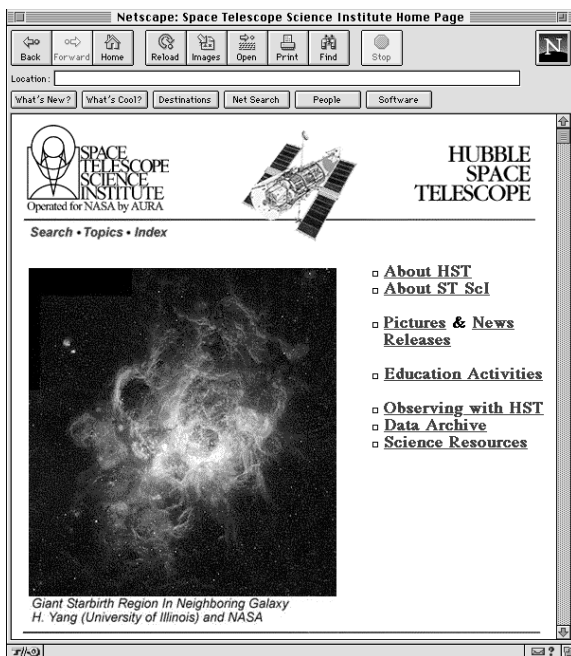 Netscape: Space Telescope Science Institute Home Page
Back Forward Home Reload Images Open Print Find Stop
N
Location:
What's New? What's Cool? Destinations Net Search People Software
SPACE
TELESCOPE
SCIENCE
INSTITUTE
Operated for NASA by AURA
HUBBLE
SPACE
TELESCOPE
Search • Topics • Index
About HST
About ST ScI
Pictures & News
Releases
Education Activities
Observing with HST
Data Archive
Science Resources
Giant Starbirth Region In Neighboring Galaxy
H. Yang (University of Illinois) and NASA
?